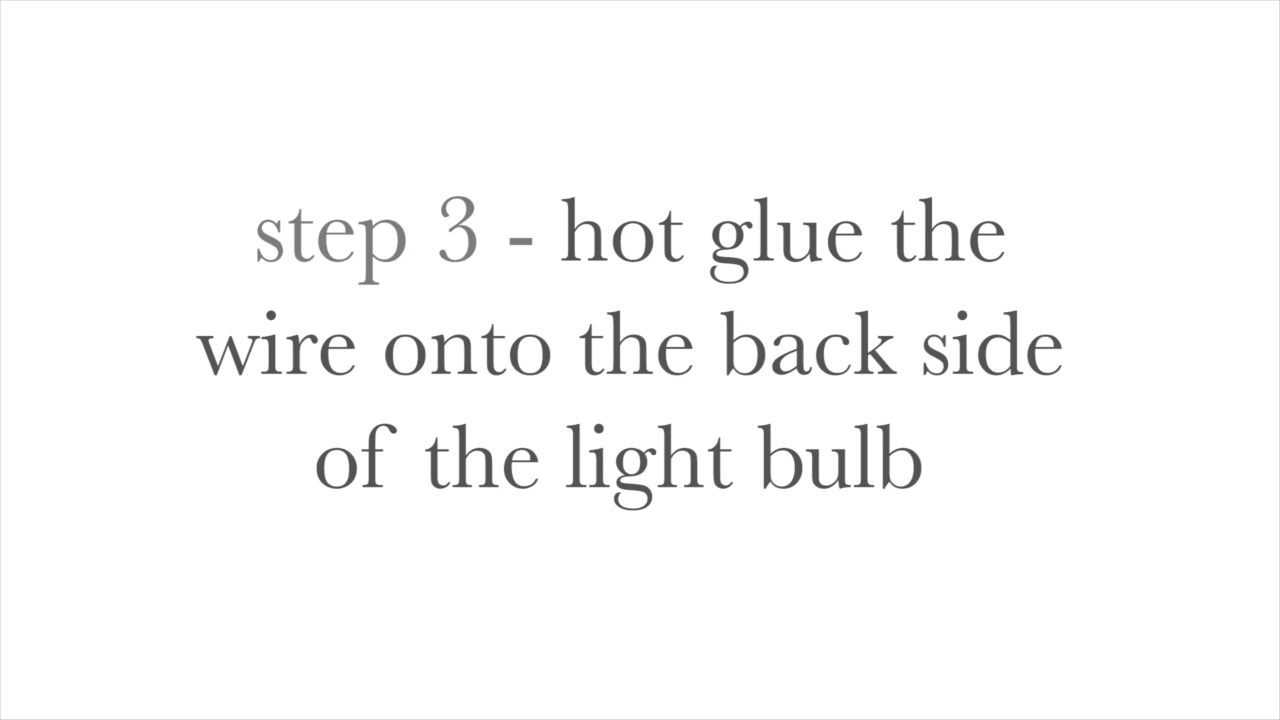 step 3 - hot glue the
wire onto the back side
of the light bulb